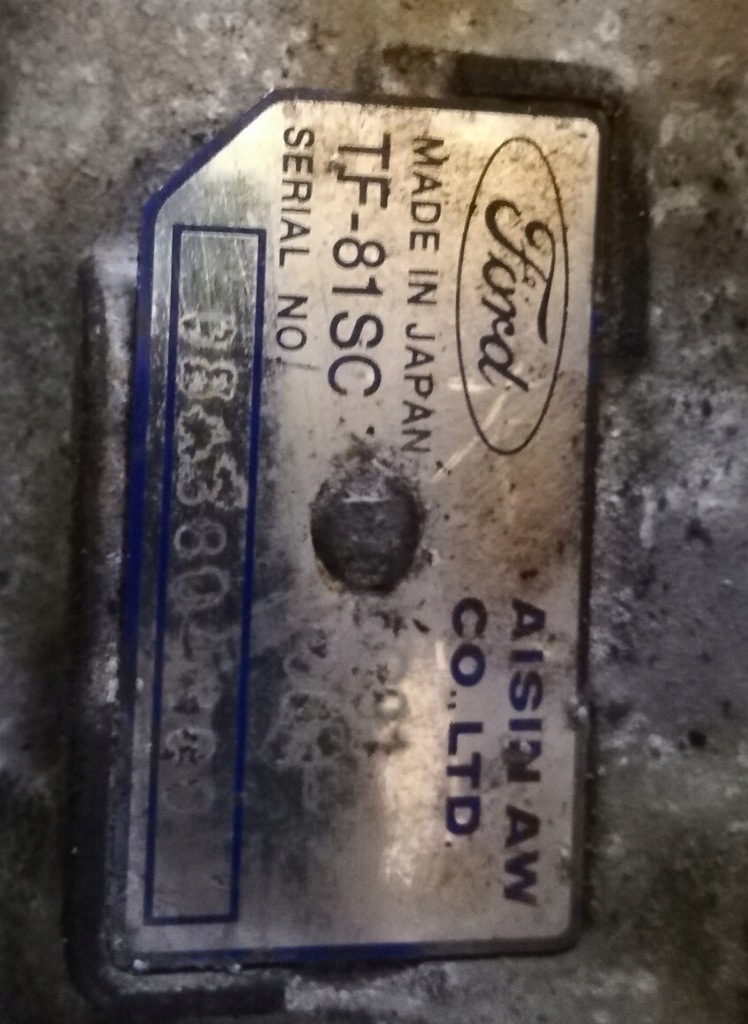 Ford
AISIN AW
CO., LTD.
MADE IN JAPAN
TF-81SC
SERIAL NO.